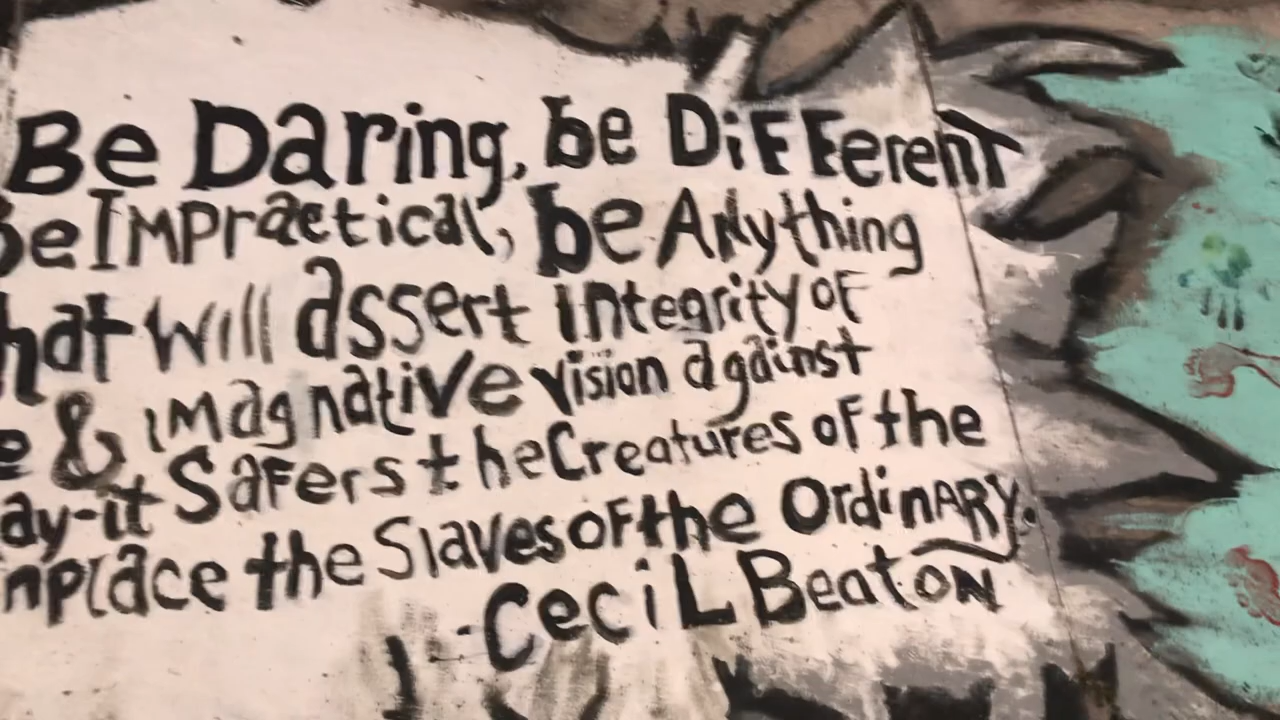 Be Daring, be DiFFerent
Be Impractical, be Anything
hat will assert integrity of
e & imagnative vision against
ay-it Safers the Creatures of the
nplace the Slaves of the Ordinary.
- Cecil Beaton